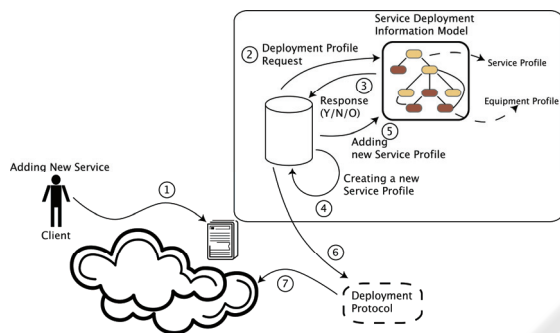 Service Deployment
Information Model
② Deployment Profile
Request
Service Profile
③
Response
(Y/N/O)
Equipment Profile
⑤
Adding
new Service Profile
Adding New Service
①
Creating a new
Service Profile
④
Client
⑥
⑦
Deployment
Protocol